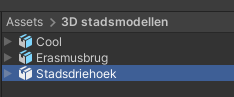 Assets > 3D stadsmodellen
Cool
Erasmusbrug
Stadsdriehoek